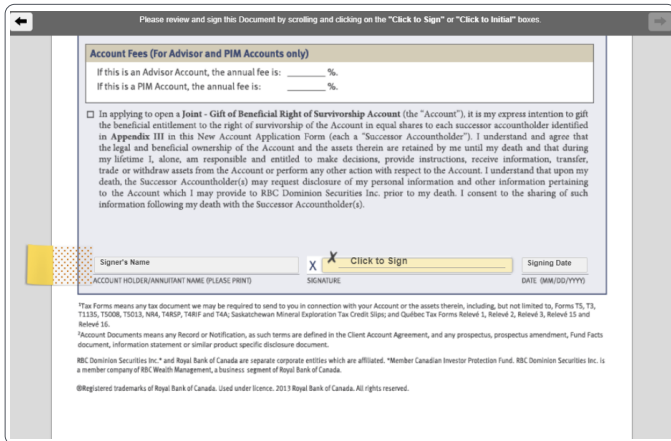 Please review and sign this Document by scrolling and clicking on the "Click to Sign" or "Click to Initial" boxes.
Account Fees (For Advisor and PIM Accounts only)
If this is an Advisor Account, the annual fee is: ________ %.
If this is a PIM Account, the annual fee is: ________ %.
In applying to open a Joint - Gift of Beneficial Right of Survivorship Account (the "Account"), it is my express intention to gift
the beneficial entitlement to the right of survivorship of the Account in equal shares to each successor accountholder identified
in Appendix III in this New Account Application Form (each a "Successor Accountholder"). I understand and agree that
the legal and beneficial ownership of the Account and the assets therein are retained by me until my death and that during
my lifetime I, alone, am responsible and entitled to make decisions, provide instructions, receive information, transfer,
trade or withdraw assets from the Account or perform any other action with respect to the Account. I understand that upon my
death, the Successor Accountholder(s) may request disclosure of my personal information and other information pertaining
to the Account which I may provide to RBC Dominion Securities Inc. prior to my death. I consent to the sharing of such
information following my death with the Successor Accountholder(s).
Signer's Name X X Click to Sign Signing Date
ACCOUNT HOLDER/ANNUITANT NAME (PLEASE PRINT) SIGNATURE DATE (MM/DD/YYYY)
¹Tax Forms means any tax document we may be required to send to you in connection with your Account or the assets therein, including, but not limited to, Forms T5, T3,
T1135, T5008, T5013, NR4, T4RSP, T4RIF and T4A; Saskatchewan Mineral Exploration Tax Credit Slips; and Québec Tax Forms Relevé 1, Relevé 2, Relevé 3, Relevé 15 and
Relevé 16.
²Account Documents means any Record or Notification, as such terms are defined in the Client Account Agreement, and any prospectus, prospectus amendment, Fund Facts
document, information statement or similar product specific disclosure document.
RBC Dominion Securities Inc.* and Royal Bank of Canada are separate corporate entities which are affiliated. *Member Canadian Investor Protection Fund. RBC Dominion Securities Inc. is
a member company of RBC Wealth Management, a business segment of Royal Bank of Canada.
®Registered trademarks of Royal Bank of Canada. Used under licence. 2013 Royal Bank of Canada. All rights reserved.